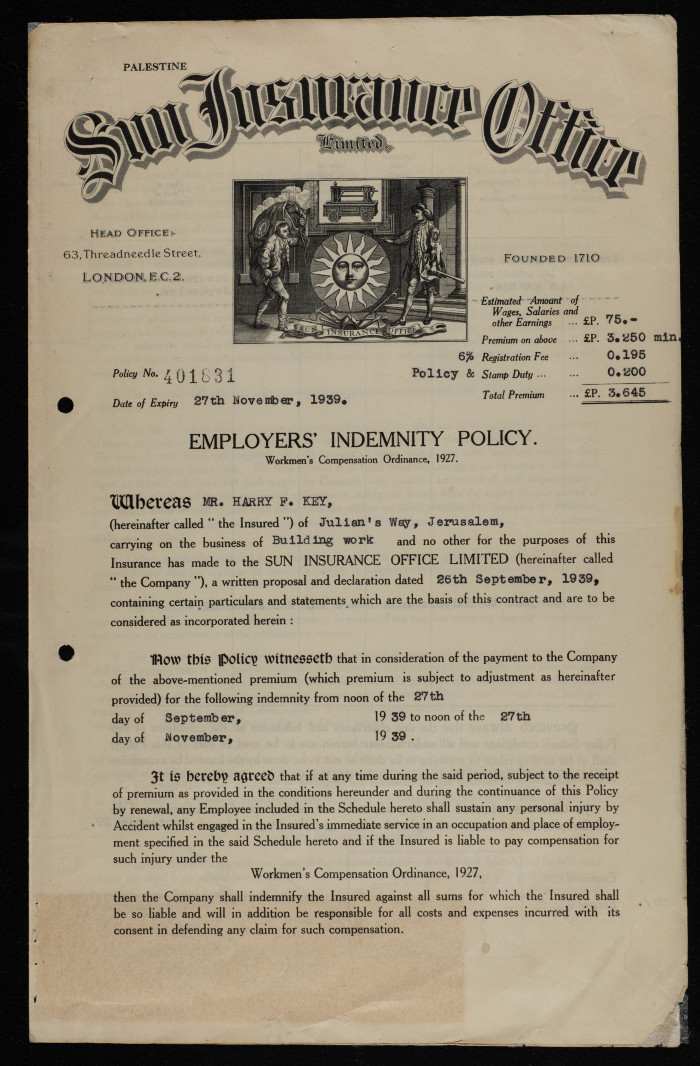 PALESTINE
Sun Insurance Office
Limited.
HEAD OFFICE:-
63, Threadneedle Street,
LONDON, E.C.2.
SUN INSURANCE OFFICE
FOUNDED 1710
Estimated Amount of
Wages, Salaries and
other Earnings ... £P. 75.-
Premium on above ... £P. 3.250 min.
6% Registration Fee ... 0.195
Policy & Stamp Duty ... ... 0.200
Total Premium ... £P. 3.645
Policy No. 401831
Date of Expiry 27th November, 1939.
EMPLOYERS' INDEMNITY POLICY.
Workmen's Compensation Ordinance, 1927.
Whereas MR. HARRY F. KEY,
(hereinafter called " the Insured ") of Julian's Way, Jerusalem,
carrying on the business of Building work and no other for the purposes of this
Insurance has made to the SUN INSURANCE OFFICE LIMITED (hereinafter called
" the Company "), a written proposal and declaration dated 26th September, 1939,
containing certain particulars and statements which are the basis of this contract and are to be
considered as incorporated herein :
Now this Policy witnesseth that in consideration of the payment to the Company
of the above-mentioned premium (which premium is subject to adjustment as hereinafter
provided) for the following indemnity from noon of the 27th
day of September, 19 39 to noon of the 27th
day of November, 19 39 .
It is hereby agreed that if at any time during the said period, subject to the receipt
of premium as provided in the conditions hereunder and during the continuance of this Policy
by renewal, any Employee included in the Schedule hereto shall sustain any personal injury by
Accident whilst engaged in the Insured's immediate service in an occupation and place of employ-
ment specified in the said Schedule hereto and if the Insured is liable to pay compensation for
such injury under the
Workmen's Compensation Ordinance, 1927,
then the Company shall indemnify the Insured against all sums for which the Insured shall
be so liable and will in addition be responsible for all costs and expenses incurred with its
consent in defending any claim for such compensation.